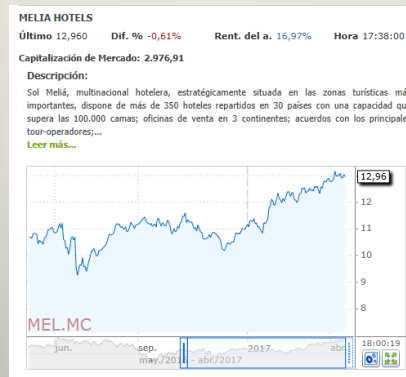 MELIA HOTELS
Último 12,960 Dif. % -0,61% Rent. del a. 16,97% Hora 17:38:00
Capitalización de Mercado: 2.976,91
Descripción:
Sol Meliá, multinacional hotelera, estratégicamente situada en las zonas turísticas má
importantes, dispone de más de 350 hoteles repartidos en 30 países con una capacidad qu
supera las 100.000 camas; oficinas de venta en 3 continentes; acuerdos con los principale
tour-operadores;...
Leer más...
12,96
12
11
10
9
8
MEL.MC
jun. sep. 2017 abr.
may./2016 - abr./2017
18:00:19